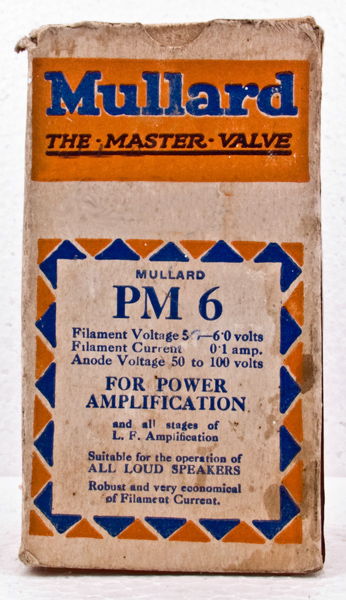 Mullard
THE · MASTER · VALVE
MULLARD
PM 6
Filament Voltage 5·0—6·0 volts
Filament Current 0·1 amp.
Anode Voltage 50 to 100 volts
FOR POWER
AMPLIFICATION
and all stages of
L. F. Amplification
Suitable for the operation of
ALL LOUD SPEAKERS
Robust and very economical
of Filament Current.